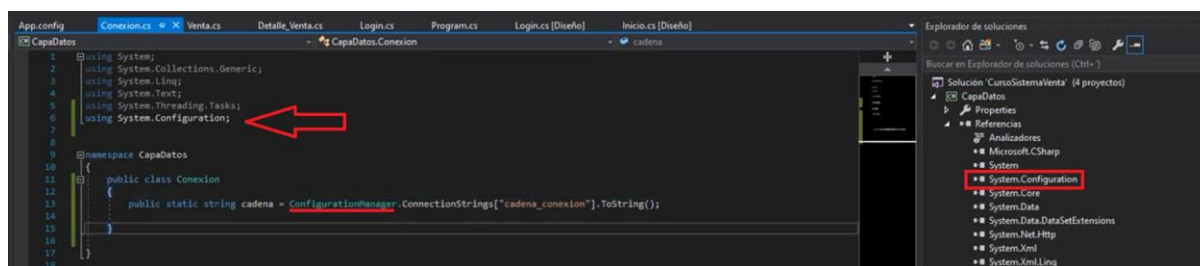 App.config Conexion.cs Venta.cs Detalle_Venta.cs Login.cs Program.cs Login.cs [Diseño] Inicio.cs [Diseño]
CapaDatos CapaDatos.Conexion cadena
1 using System;
2 using System.Collections.Generic;
3 using System.Linq;
4 using System.Text;
5 using System.Threading.Tasks;
6 using System.Configuration;
7
8
9 namespace CapaDatos
10 {
11 public class Conexion
12 {
13 public static string cadena = ConfigurationManager.ConnectionStrings["cadena_conexion"].ToString();
14
15 }
16
17 }
18
Explorador de soluciones
Buscar en Explorador de soluciones (Ctrl+')
Solución 'CursoSistemaVenta' (4 proyectos)
CapaDatos
Properties
Referencias
Analizadores
Microsoft.CSharp
System
System.Configuration
System.Core
System.Data
System.Data.DataSetExtensions
System.Net.Http
System.Xml
System.Xml.Linq